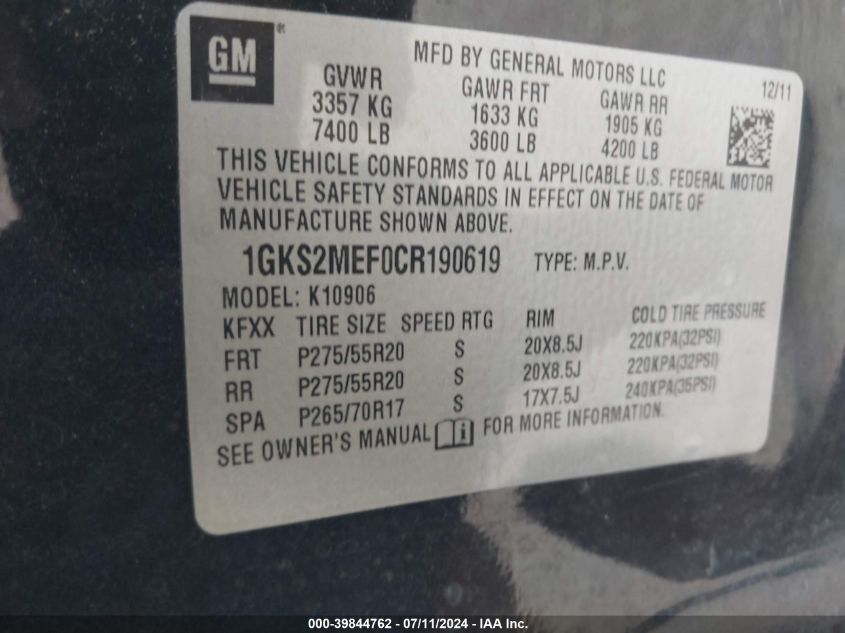 GM®
MFD BY GENERAL MOTORS LLC
12/11
GVWR GAWR FRT GAWR RR
3357 KG 1633 KG 1905 KG
7400 LB 3600 LB 4200 LB
THIS VEHICLE CONFORMS TO ALL APPLICABLE U.S. FEDERAL MOTOR
VEHICLE SAFETY STANDARDS IN EFFECT ON THE DATE OF
MANUFACTURE SHOWN ABOVE.
1GKS2MEF0CR190619 TYPE: M.P.V.
MODEL: K10906
KFXX TIRE SIZE SPEED RTG RIM COLD TIRE PRESSURE
FRT P275/55R20 S 20X8.5J 220KPA(32PSI)
RR P275/55R20 S 20X8.5J 220KPA(32PSI)
SPA P265/70R17 S 17X7.5J 240KPA(35PSI)
SEE OWNER'S MANUAL i FOR MORE INFORMATION.
000-39844762 - 07/11/2024 - IAA Inc.